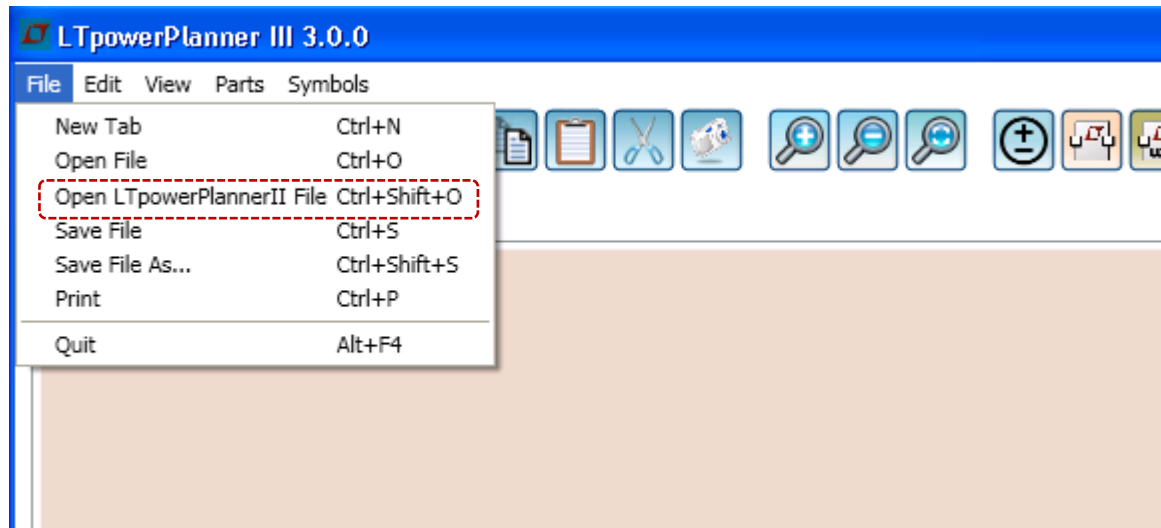 LTpowerPlanner III 3.0.0
File Edit View Parts Symbols
New Tab Ctrl+N
Open File Ctrl+O
Open LTpowerPlannerII File Ctrl+Shift+O
Save File Ctrl+S
Save File As... Ctrl+Shift+S
Print Ctrl+P
Quit Alt+F4